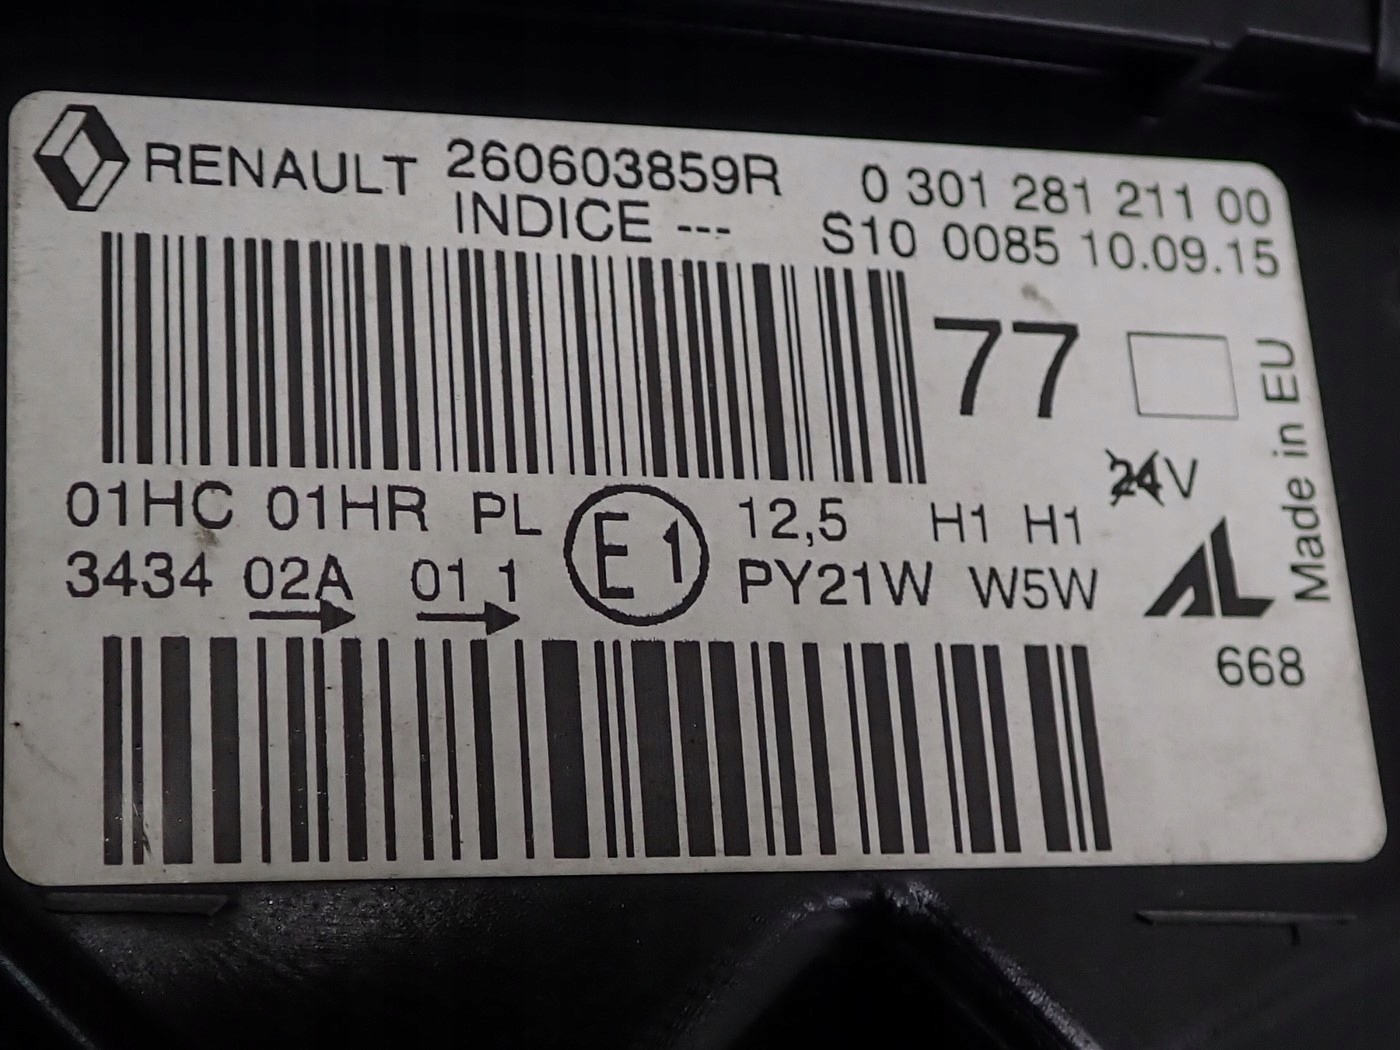 RENAULT 260603859R 0 301 281 211 00
INDICE --- S10 0085 10.09.15
77
Made in EU
24V
01HC 01HR PL E1 12,5 H1 H1
3434 02A 01 1 PY21W W5W
AL
668